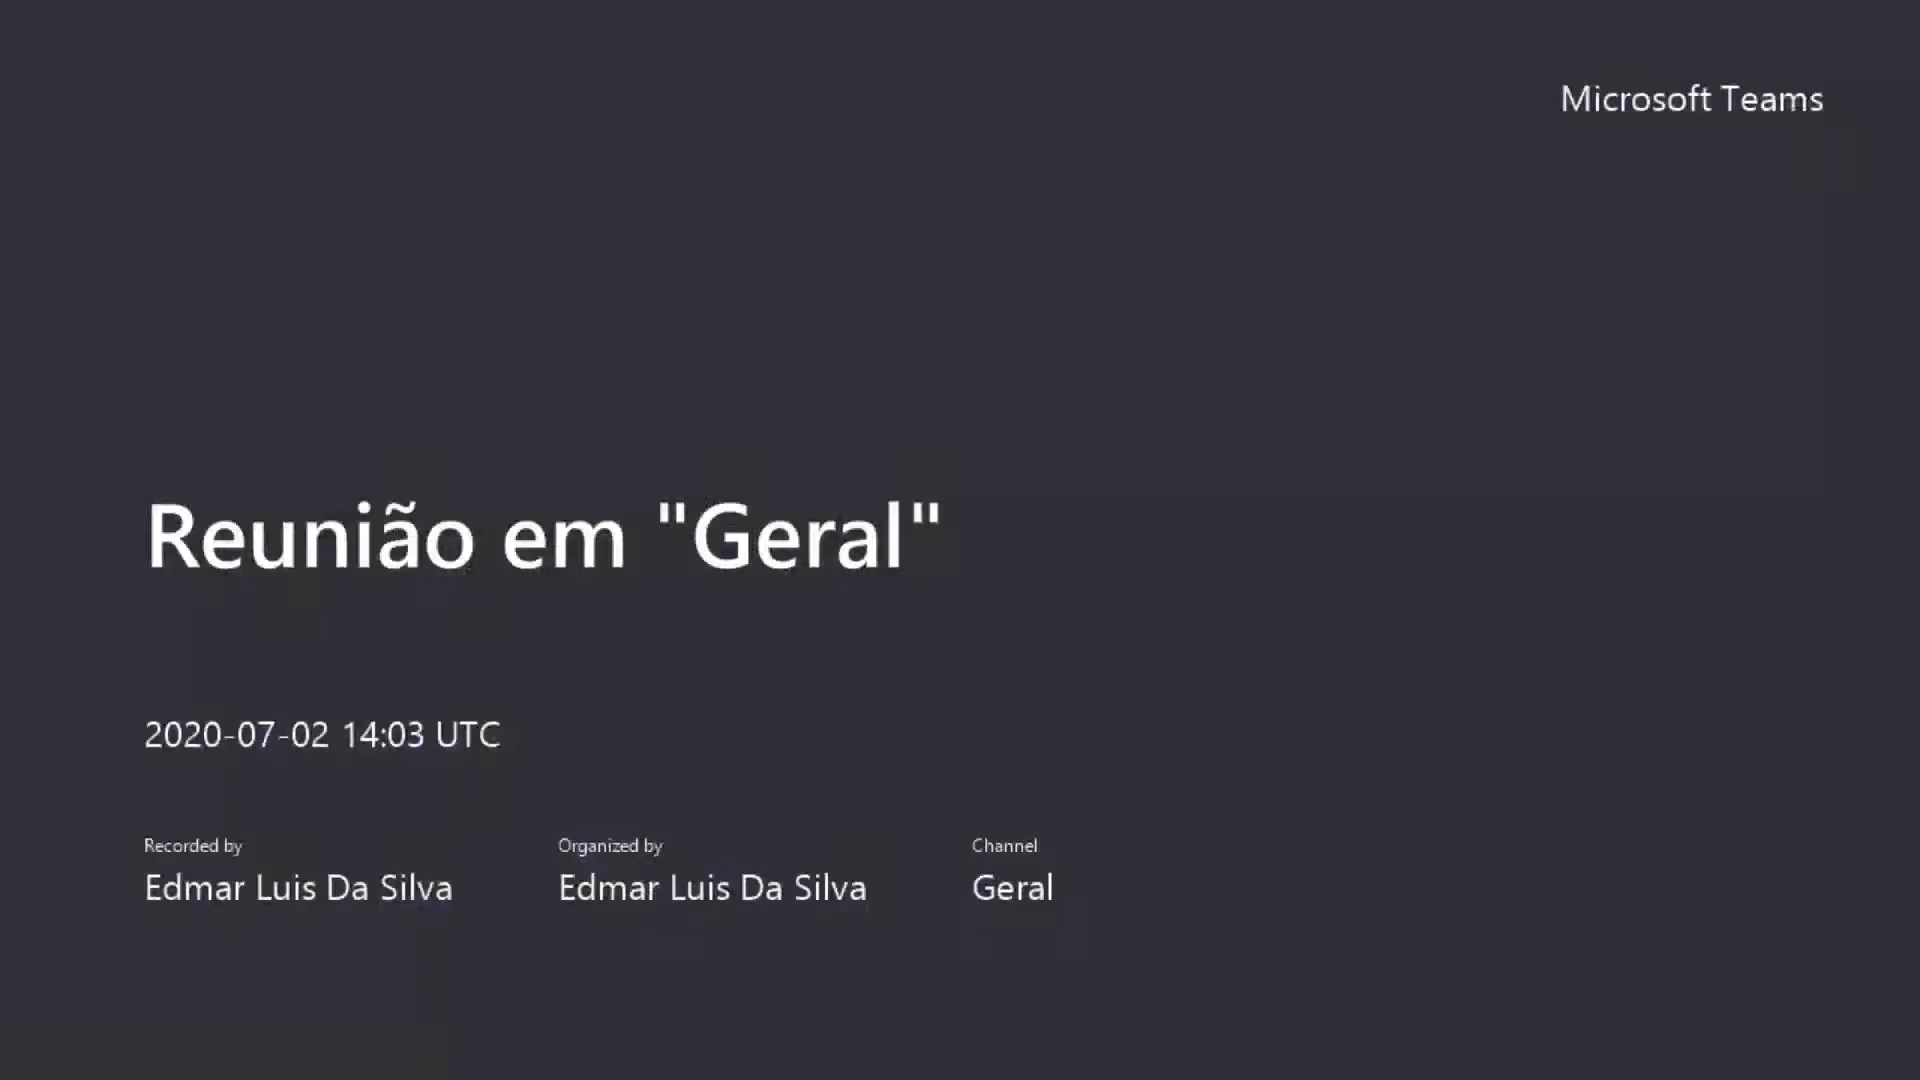 Microsoft Teams
Reunião em "Geral"
2020-07-02 14:03 UTC
Recorded by
Edmar Luis Da Silva
Organized by
Edmar Luis Da Silva
Channel
Geral